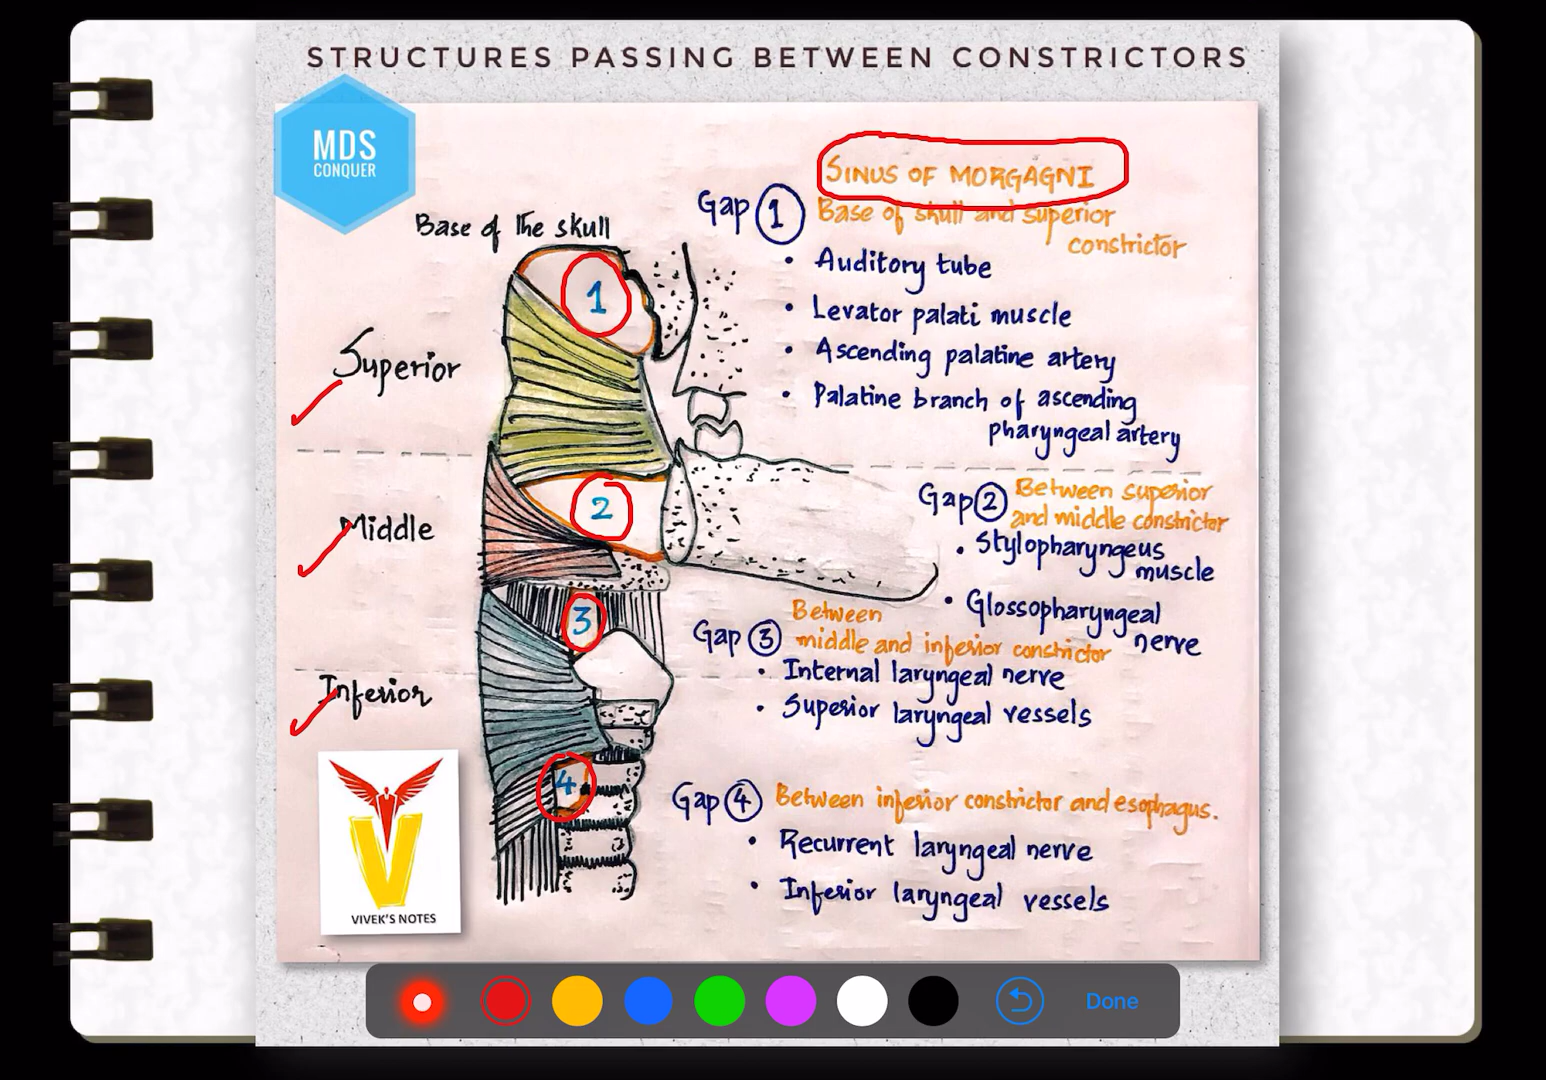 STRUCTURES PASSING BETWEEN CONSTRICTORS
MDS
CONQUER
SINUS OF MORGAGNI
Gap 1 Base of skull and superior
constrictor
• Auditory tube
• Levator palati muscle
• Ascending palatine artery
• Palatine branch of ascending
pharyngeal artery
Base of the skull
1
Superior
Gap 2 Between superior
and middle constrictor
• Stylopharyngeus
muscle
• Glossopharyngeal
nerve
2
Middle
Gap 3 Between
middle and inferior constrictor
• Internal laryngeal nerve
• Superior laryngeal vessels
3
Inferior
4
Gap 4 Between inferior constrictor and esophagus.
• Recurrent laryngeal nerve
• Inferior laryngeal vessels
V
VIVEK'S NOTES
Done